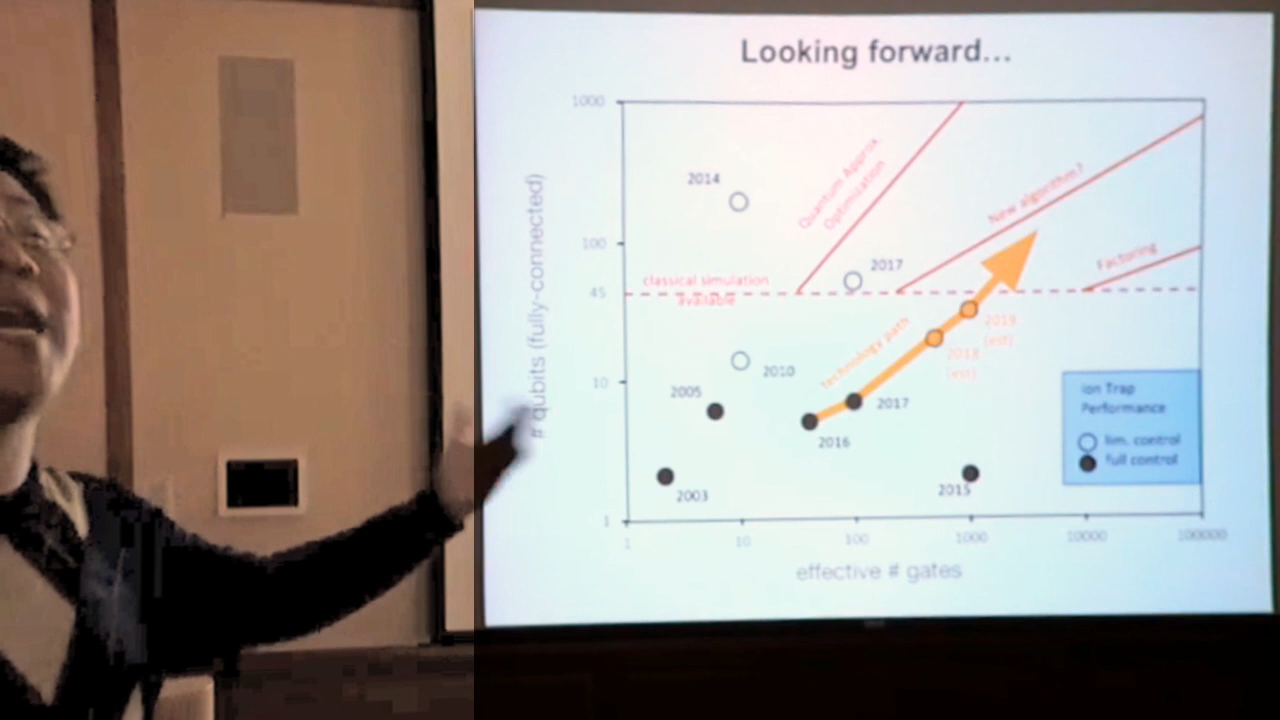 Looking forward...
1000
100
45
10
1
# qubits (fully-connected)
2014
Quantum Approx.
Optimization
New algorithm?
Factoring
2017
classical simulation
available
technology path
2019
(est)
2018
(est)
2010
2005
2017
2016
2003
2015
Ion Trap
Performance
lim. control
full control
1
10
100
1000
10000
100000
effective # gates